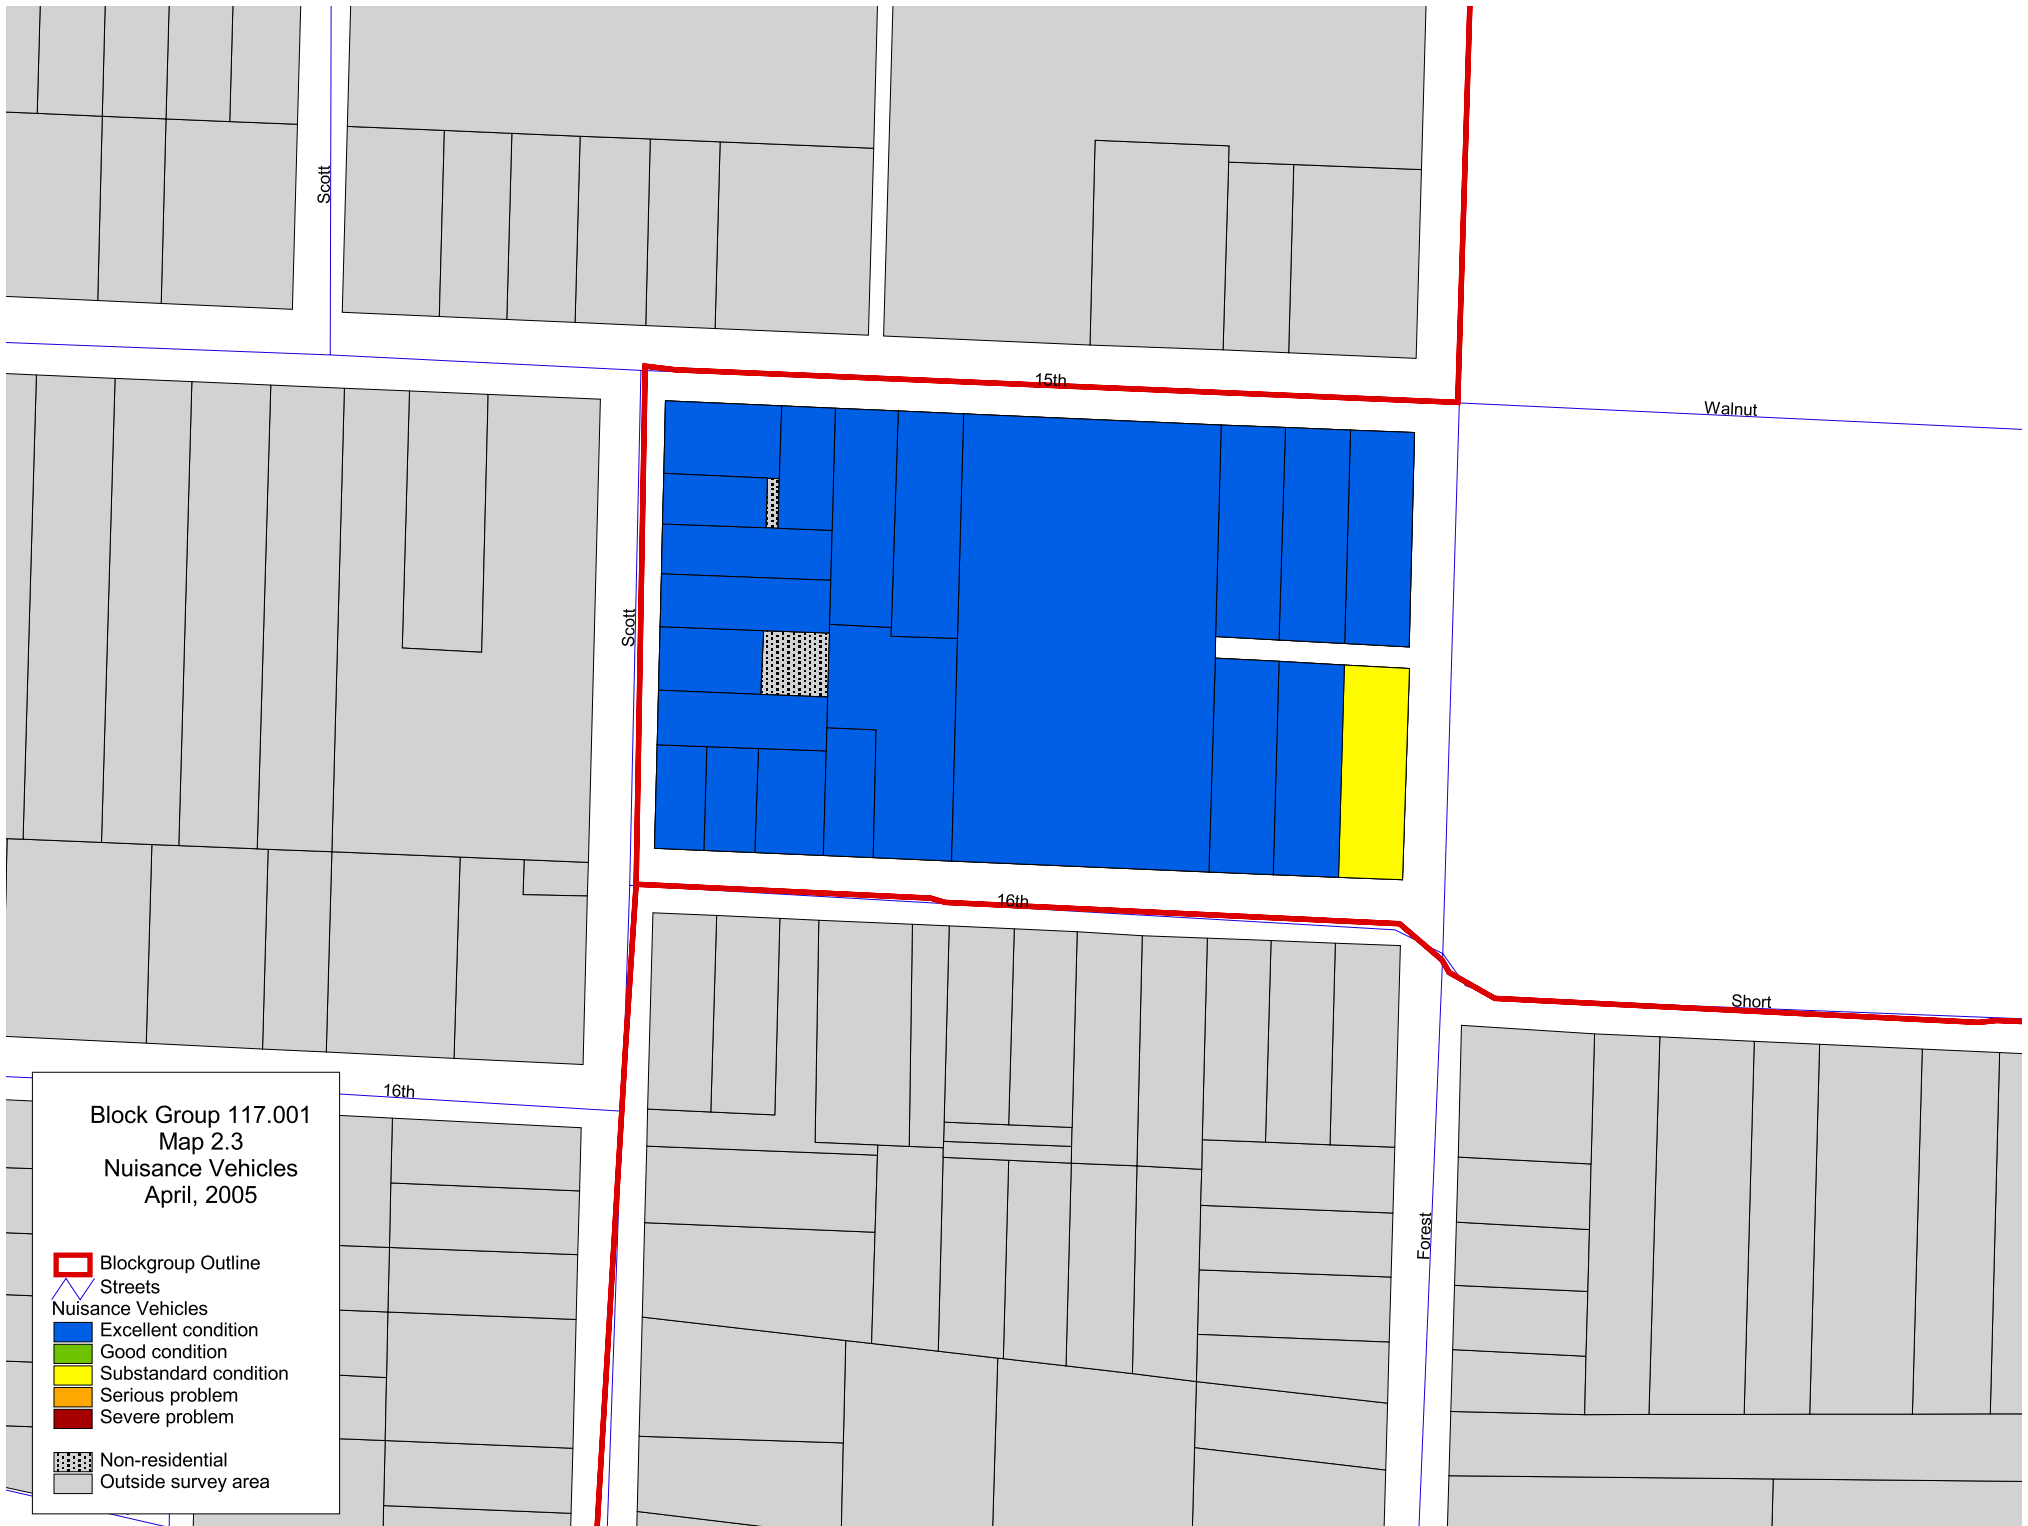 Scott
15th
Walnut
Scott
16th
Short
16th
Forest
Block Group 117.001
Map 2.3
Nuisance Vehicles
April, 2005
Blockgroup Outline
Streets
Nuisance Vehicles
Excellent condition
Good condition
Substandard condition
Serious problem
Severe problem
Non-residential
Outside survey area